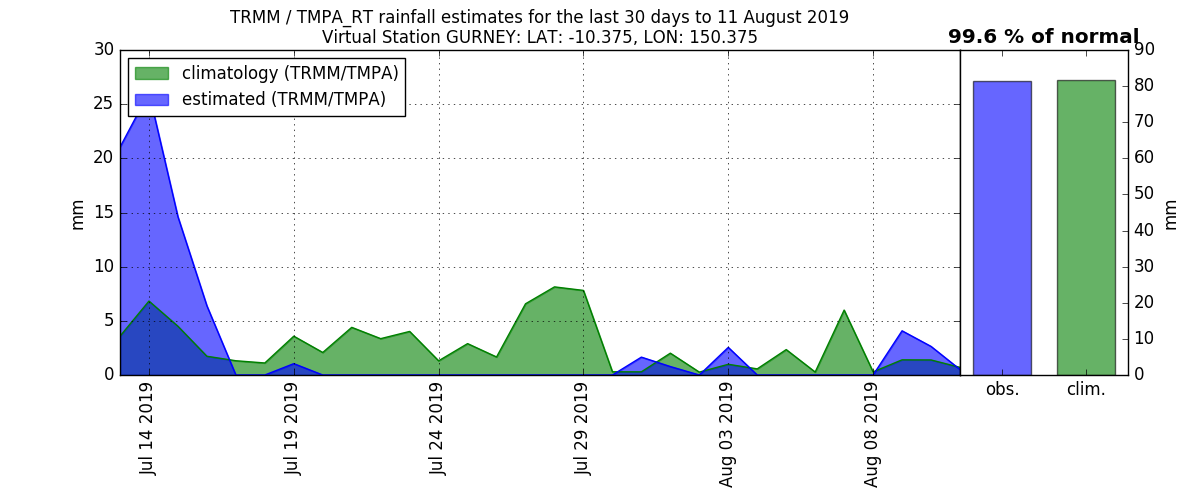 TRMM / TMPA_RT rainfall estimates for the last 30 days to 11 August 2019
Virtual Station GURNEY: LAT: -10.375, LON: 150.375
99.6 % of normal
climatology (TRMM/TMPA)
estimated (TRMM/TMPA)
30
25
20
15
10
5
0
mm
Jul 14 2019
Jul 19 2019
Jul 24 2019
Jul 29 2019
Aug 03 2019
Aug 08 2019
obs.
clim.
90
80
70
60
50
40
30
20
10
0
mm